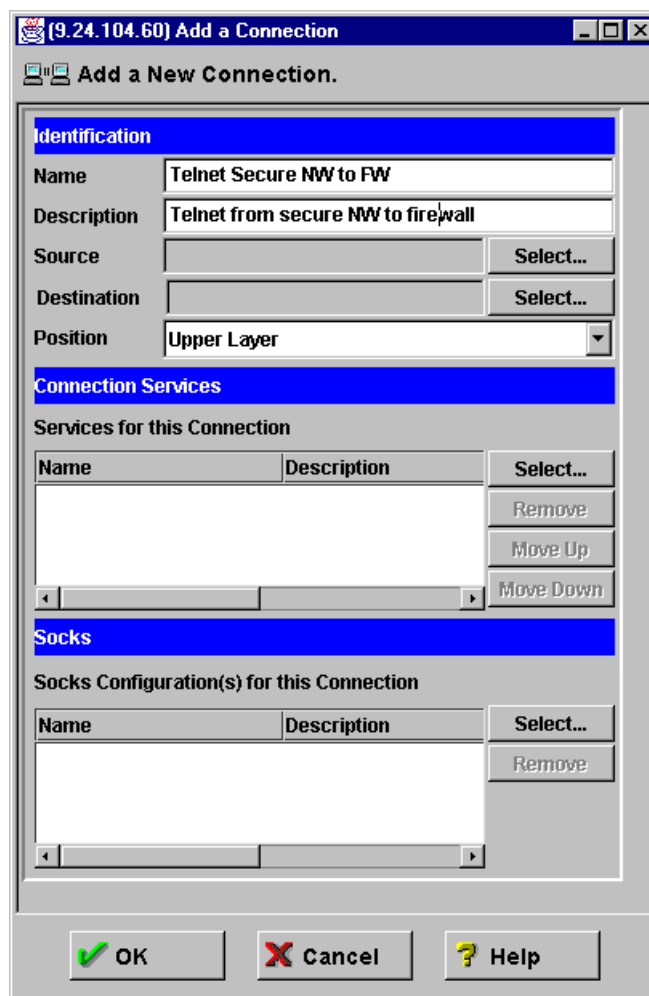 (9.24.104.60) Add a Connection
Add a New Connection.
Identification
Name Telnet Secure NW to FW
Description Telnet from secure NW to firewall
Source Select...
Destination Select...
Position Upper Layer
Connection Services
Services for this Connection
Name Description Select...
Remove
Move Up
Move Down
Socks
Socks Configuration(s) for this Connection
Name Description Select...
Remove
OK Cancel Help